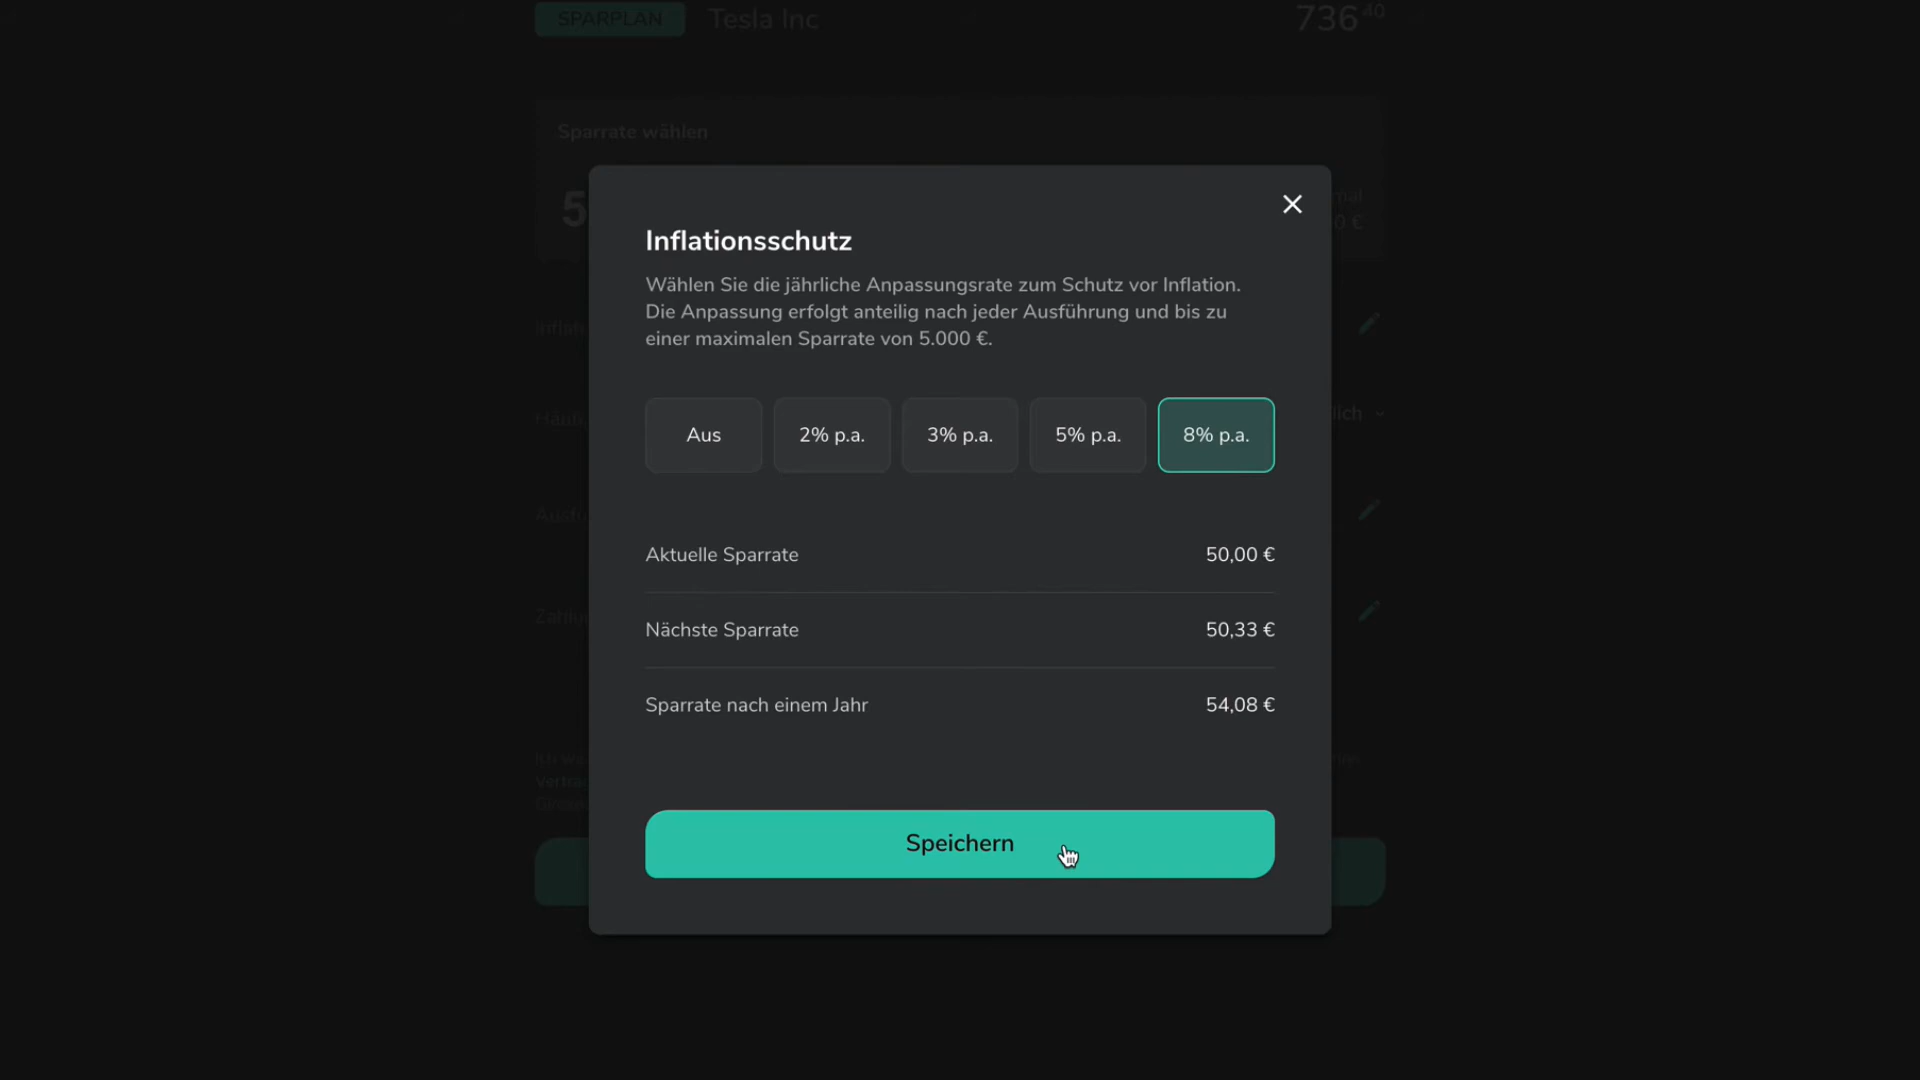 SPARPLAN Tesla Inc 736 40
Sparrate wählen
5
Inflationsschutz
Wählen Sie die jährliche Anpassungsrate zum Schutz vor Inflation.
Die Anpassung erfolgt anteilig nach jeder Ausführung und bis zu
einer maximalen Sparrate von 5.000 €.
Aus 2% p.a. 3% p.a. 5% p.a. 8% p.a.
Aktuelle Sparrate 50,00 €
Nächste Sparrate 50,33 €
Sparrate nach einem Jahr 54,08 €
Speichern